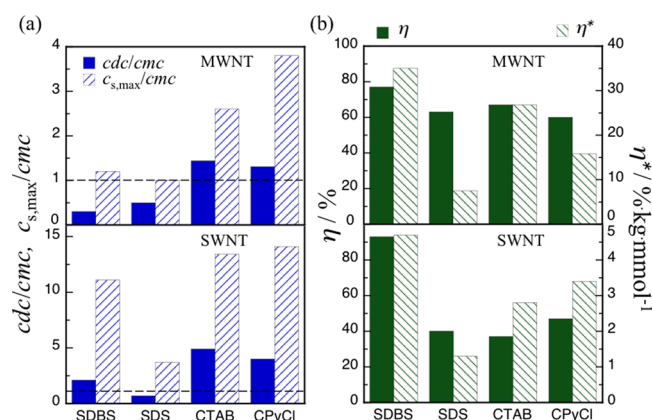 (a)
(b)
η
η*
cdc/cmc
c_s,max/cmc
MWNT
MWNT
4
3
2
1
0
100
80
60
40
20
0
40
30
20
10
0
cdc/cmc, c_s,max/cmc
η / %
η* / %·kg·mmol⁻¹
SWNT
SWNT
15
10
5
0
80
60
40
20
0
5
4
3
2
1
0
SDBS SDS CTAB CPyCl
SDBS SDS CTAB CPyCl